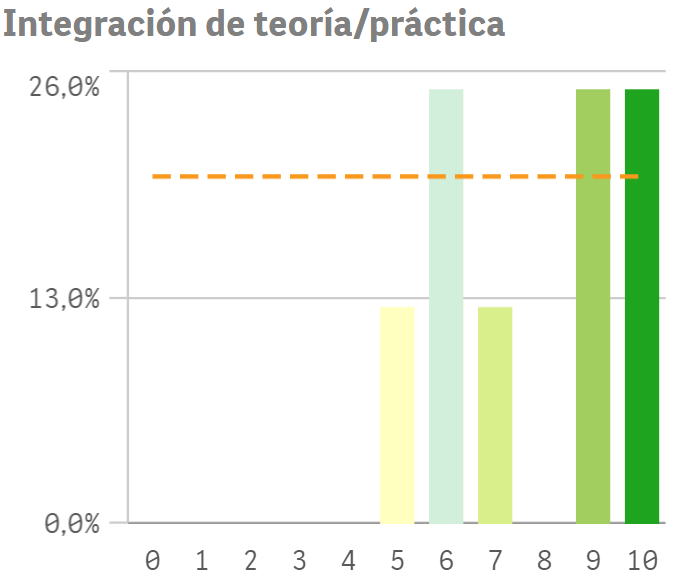 Integración de teoría/práctica
26,0%
13,0%
0,0%
0 1 2 3 4 5 6 7 8 9 10